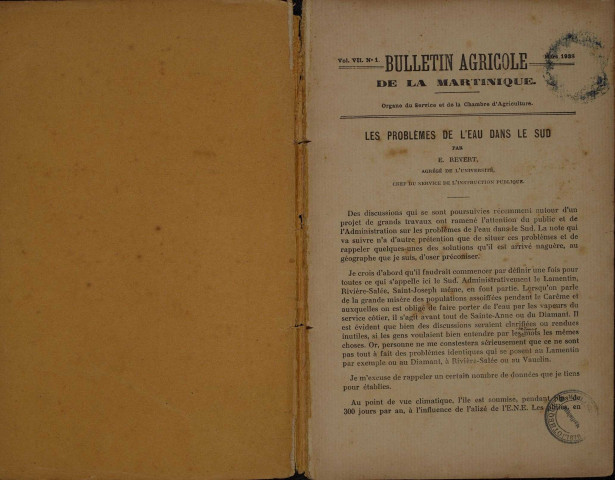 Vol. VII. N° 1.
BULLETIN AGRICOLE
Mars 1938
DE LA MARTINIQUE.
Organe du Service et de la Chambre d'Agriculture.
LES PROBLÈMES DE L'EAU DANS LE SUD
PAR
E. REVERT,
AGRÉGÉ DE L'UNIVERSITÉ,
CHEF DU SERVICE DE L'INSTRUCTION PUBLIQUE.
Des discussions qui se sont poursuivies récemment autour d'un
projet de grands travaux ont ramené l'attention du public et de
l'Administration sur les problèmes de l'eau dans le Sud. La note qui
va suivre n'a d'autre prétention que de situer ces problèmes et de
rappeler quelques-unes des solutions qu'il est arrivé naguère, au
géographe que je suis, d'oser préconiser.
Je crois d'abord qu'il faudrait commencer par définir une fois pour
toutes ce qui s'appelle ici le Sud. Administrativement le Lamentin,
Rivière-Salée, Saint-Joseph même, en font partie. Lorsqu'on parle
de la grande misère des populations assoiffées pendant le Carême et
auxquelles on est obligé de faire porter de l'eau par les vapeurs du
service côtier, il s'agit avant tout de Sainte-Anne ou du Diamant. Il
est évident que bien des discussions seraient clarifiées ou rendues
inutiles, si les gens voulaient bien entendre par les mots les mêmes
choses. Or, personne ne me contestera sérieusement que ce ne sont
pas tout à fait des problèmes identiques qui se posent au Lamentin
par exemple ou au Diamant, à Rivière-Salée ou au Vauclin.
Je m'excuse de rappeler un certain nombre de données que je tiens
pour établies.
Au point de vue climatique, l'île est soumise, pendant plus de
300 jours par an, à l'influence de l'alizé de l'E.N.E. Les pluies, en